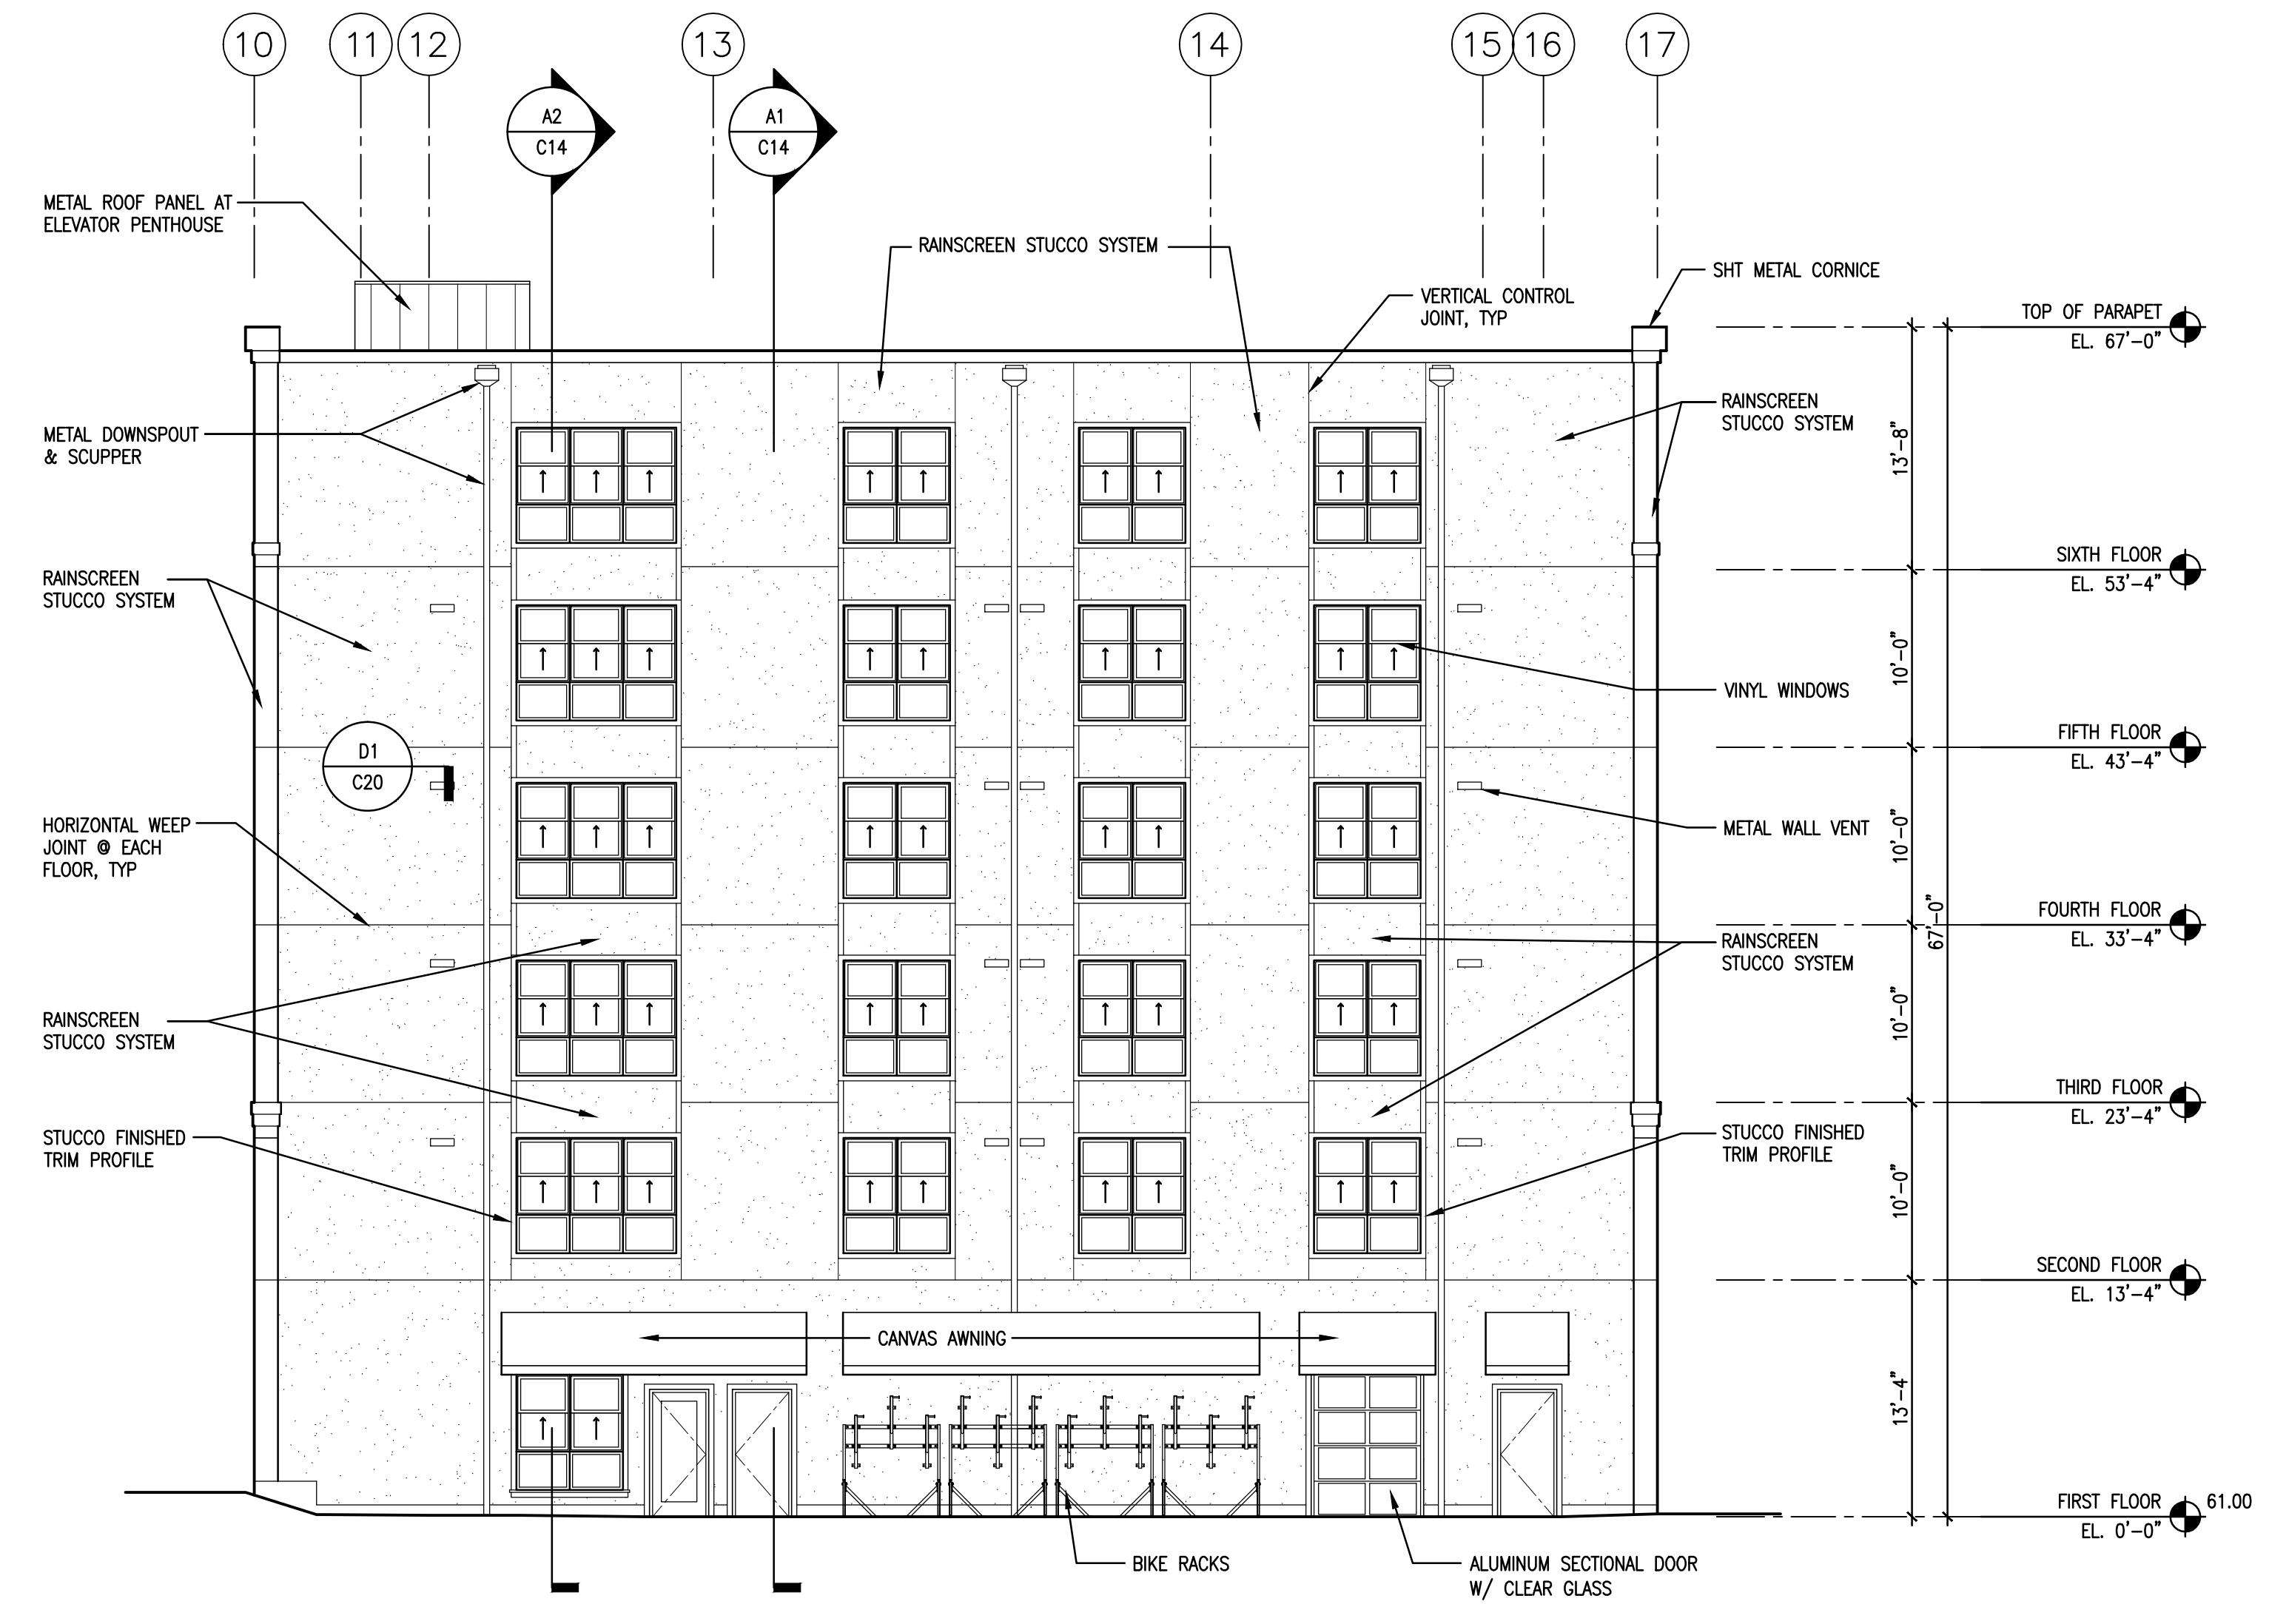 10
11
12
13
14
15
16
17
A2
C14
A1
C14
METAL ROOF PANEL AT
ELEVATOR PENTHOUSE
RAINSCREEN STUCCO SYSTEM
SHT METAL CORNICE
VERTICAL CONTROL
JOINT, TYP
TOP OF PARAPET
EL. 67'-0"
METAL DOWNSPOUT
& SCUPPER
RAINSCREEN
STUCCO SYSTEM
13'-8"
SIXTH FLOOR
EL. 53'-4"
RAINSCREEN
STUCCO SYSTEM
10'-0"
VINYL WINDOWS
FIFTH FLOOR
EL. 43'-4"
D1
C20
HORIZONTAL WEEP
JOINT @ EACH
FLOOR, TYP
METAL WALL VENT
10'-0"
FOURTH FLOOR
EL. 33'-4"
67'-0"
RAINSCREEN
STUCCO SYSTEM
RAINSCREEN
STUCCO SYSTEM
10'-0"
THIRD FLOOR
EL. 23'-4"
STUCCO FINISHED
TRIM PROFILE
STUCCO FINISHED
TRIM PROFILE
10'-0"
SECOND FLOOR
EL. 13'-4"
CANVAS AWNING
13'-4"
FIRST FLOOR
EL. 0'-0"
61.00
BIKE RACKS
ALUMINUM SECTIONAL DOOR
W/ CLEAR GLASS